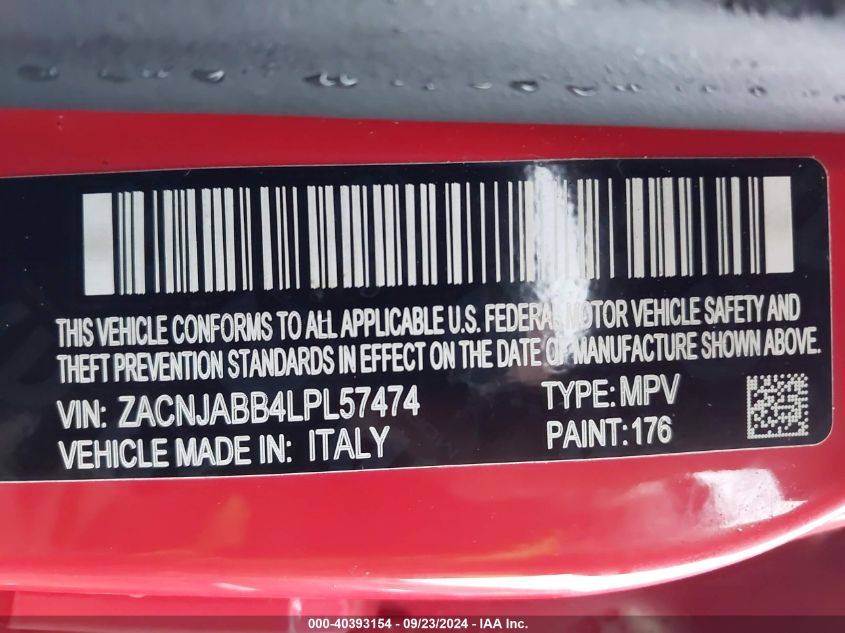 THIS VEHICLE CONFORMS TO ALL APPLICABLE U.S. FEDERAL MOTOR VEHICLE SAFETY AND
THEFT PREVENTION STANDARDS IN EFFECT ON THE DATE OF MANUFACTURE SHOWN ABOVE.
VIN: ZACNJABB4LPL57474 TYPE: MPV
VEHICLE MADE IN: ITALY PAINT: 176
000-40393154 - 09/23/2024 - IAA Inc.